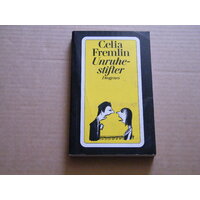 Celia
Fremlin
Unruhe-
stifter
Diogenes